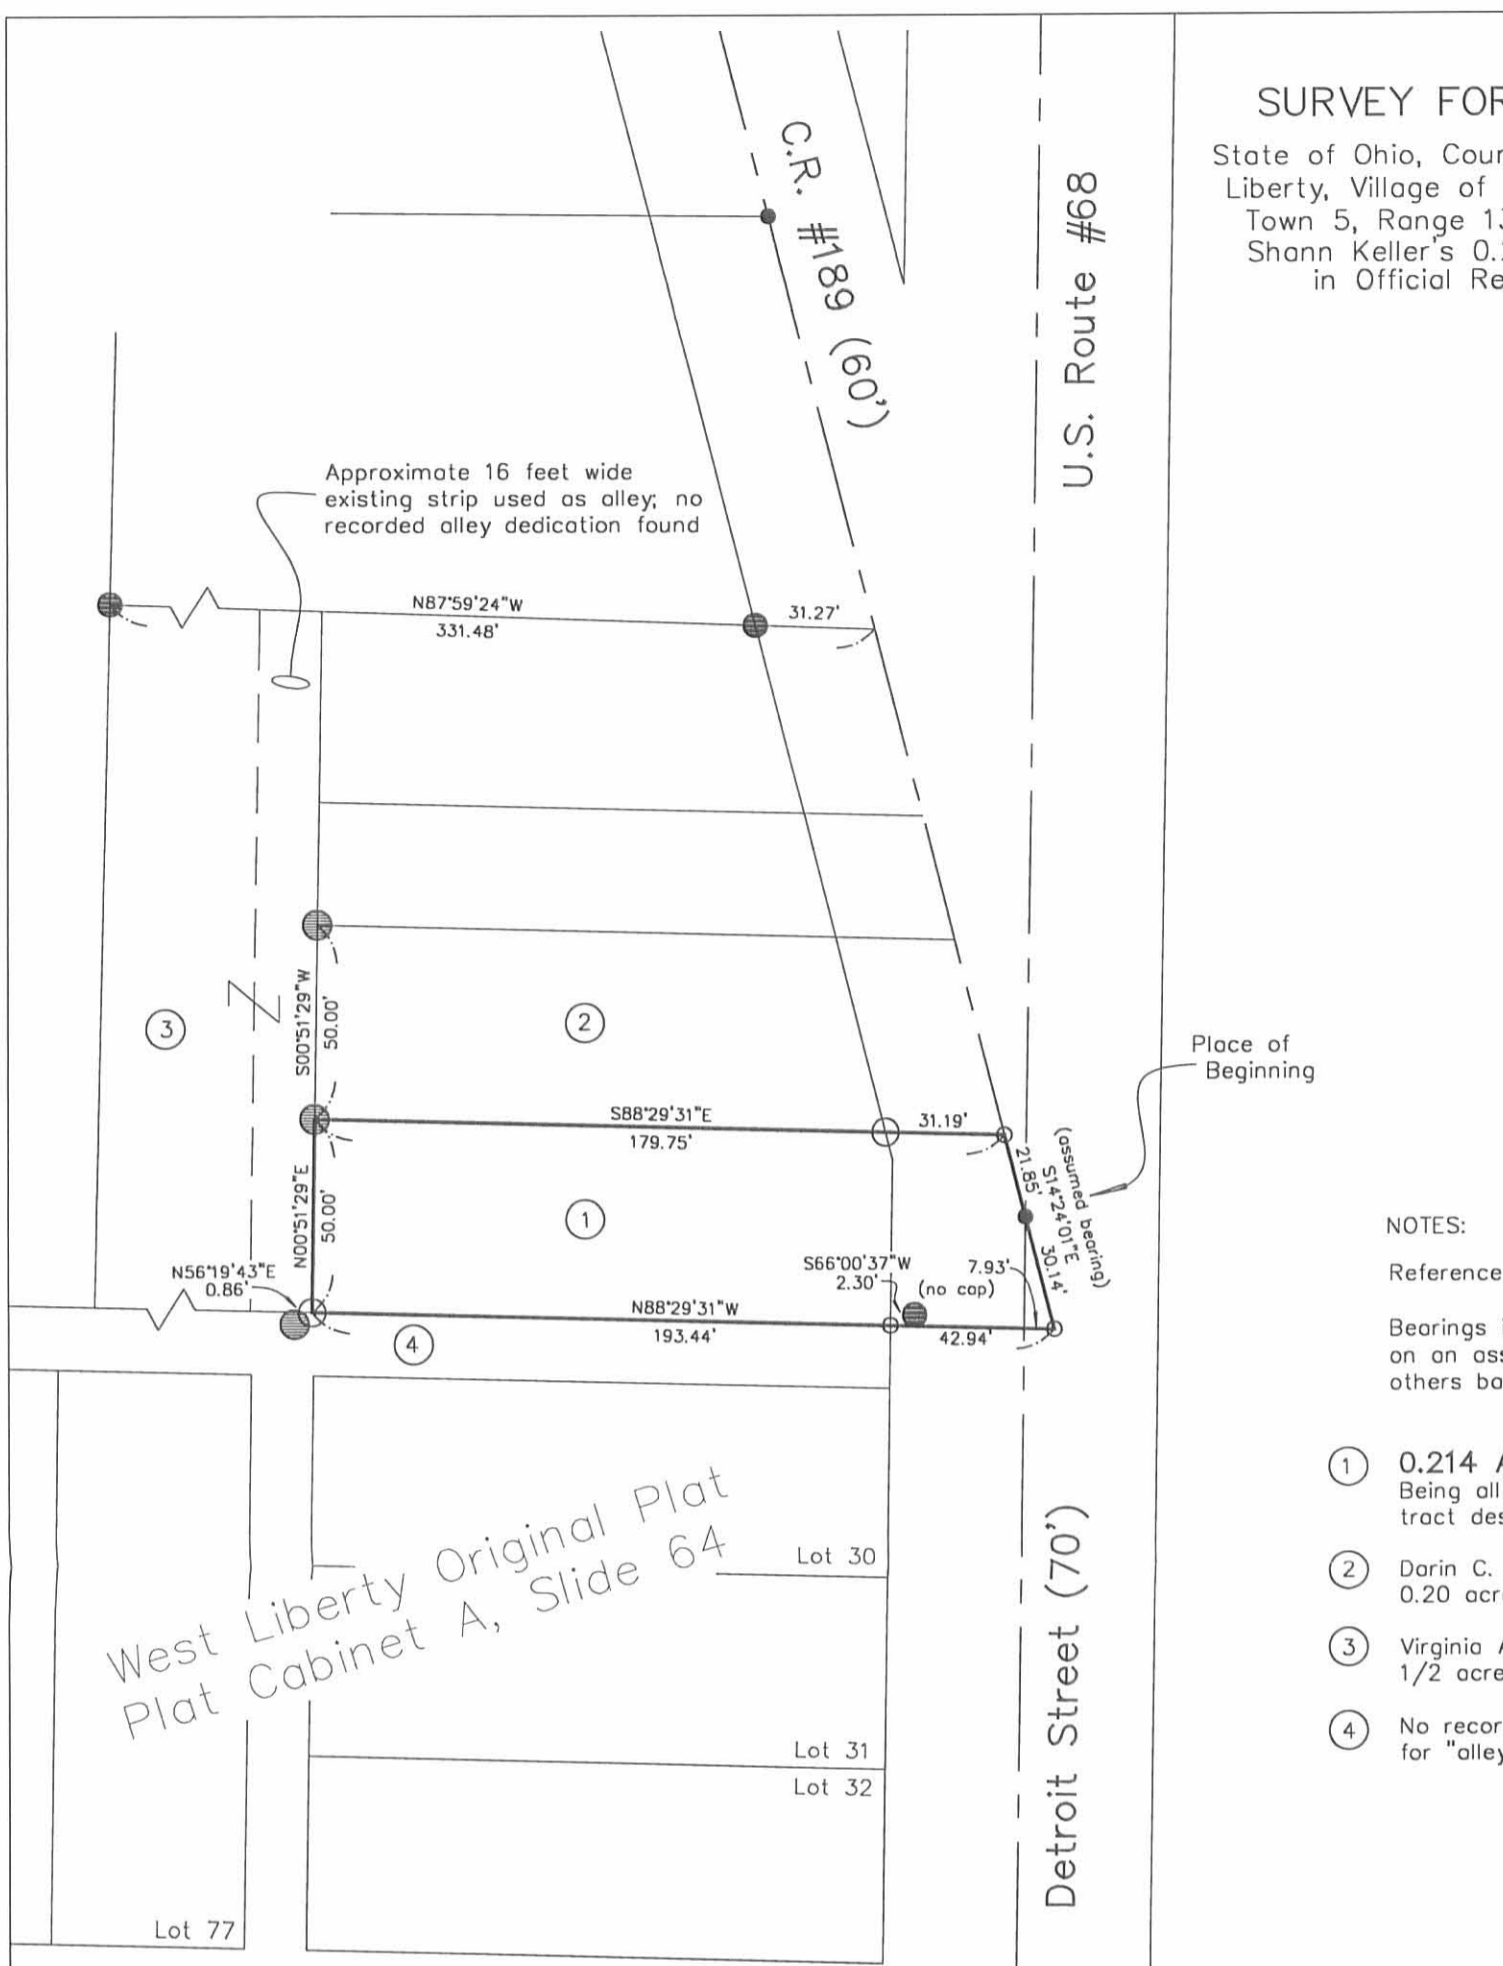 SURVEY FOR
State of Ohio, Cour
Liberty, Village of
Town 5, Range 13
Shann Keller's 0.
in Official Re
C.R. #189 (60')
U.S. Route #68
Approximate 16 feet wide
existing strip used as alley; no
recorded alley dedication found
N87°59'24"W
331.48'
31.27'
S00°51'29"W
50.00'
3
2
Place of
Beginning
S88°29'31"E
179.75'
31.19'
(assumed bearing)
S14°24'01"E
21.85'
30.14'
N00°51'29"E
50.00'
1
N56°19'43"E
0.86'
S66°00'37"W
2.30'
(no cap)
7.93'
N88°29'31"W
193.44'
42.94'
4
NOTES:
Reference
Bearings
on an ass
others ba
1 0.214 A
Being all
tract des
2 Darin C.
0.20 acr
3 Virginia A
1/2 acre
4 No recor
for "alley
West Liberty Original Plat
Plat Cabinet A, Slide 64
Lot 30
Lot 31
Lot 32
Lot 77
Detroit Street (70')